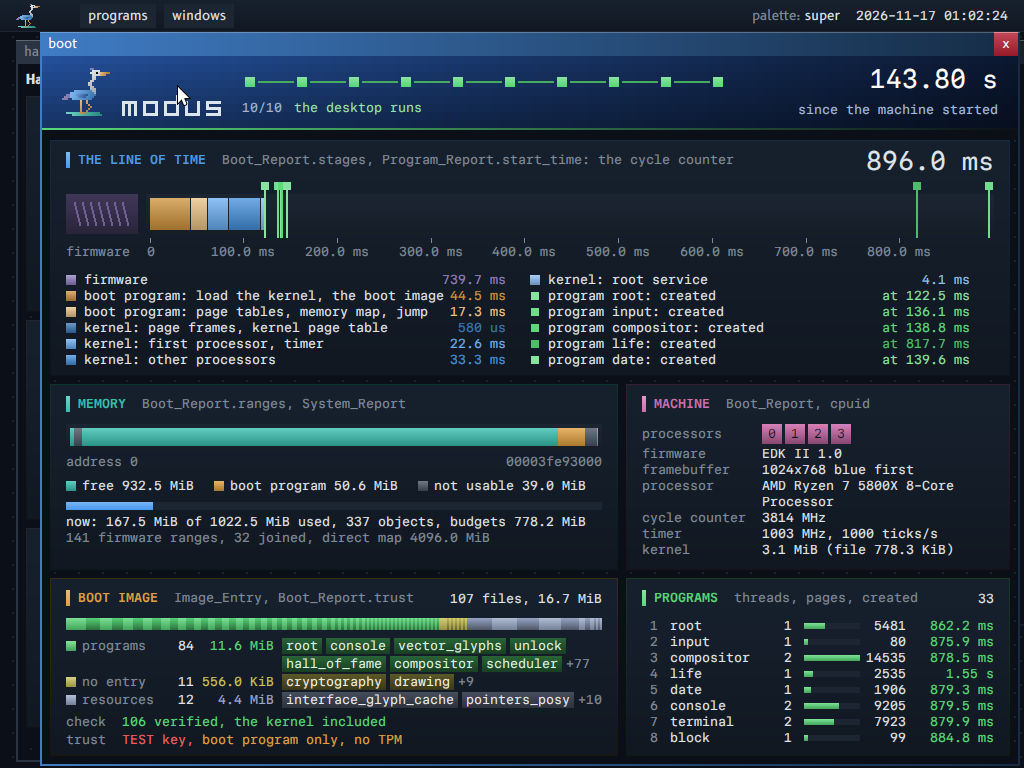 programs windows palette: super 2026-11-17 01:02:24
ha
boot x
Ha
MODUS
10/10 the desktop runs
143.80 s
since the machine started
THE LINE OF TIME Boot_Report.stages, Program_Report.start_time: the cycle counter 896.0 ms
firmware 0 100.0 ms 200.0 ms 300.0 ms 400.0 ms 500.0 ms 600.0 ms 700.0 ms 800.0 ms
firmware 739.7 ms kernel: root service 4.1 ms
boot program: load the kernel, the boot image 44.5 ms program root: created at 122.5 ms
boot program: page tables, memory map, jump 17.3 ms program input: created at 136.1 ms
kernel: page frames, kernel page table 580 us program compositor: created at 138.8 ms
kernel: first processor, timer 22.6 ms program life: created at 817.7 ms
kernel: other processors 33.3 ms program date: created at 139.6 ms
MEMORY Boot_Report.ranges, System_Report
address 0 00003fe93000
free 932.5 MiB boot program 50.6 MiB not usable 39.0 MiB
now: 167.5 MiB of 1022.5 MiB used, 337 objects, budgets 778.2 MiB
141 firmware ranges, 32 joined, direct map 4096.0 MiB
MACHINE Boot_Report, cpuid
processors 0 1 2 3
firmware EDK II 1.0
framebuffer 1024x768 blue first
processor AMD Ryzen 7 5800X 8-Core
Processor
cycle counter 3814 MHz
timer 1003 MHz, 1000 ticks/s
kernel 3.1 MiB (file 778.3 KiB)
BOOT IMAGE Image_Entry, Boot_Report.trust 107 files, 16.7 MiB
programs 84 11.6 MiB root console vector_glyphs unlock
hall_of_fame compositor scheduler +77
no entry 11 556.0 KiB cryptography drawing +9
resources 12 4.4 MiB interface_glyph_cache pointers_posy +10
check 106 verified, the kernel included
trust TEST key, boot program only, no TPM
PROGRAMS threads, pages, created 33
1 root 1 5481 862.2 ms
2 input 1 80 875.9 ms
3 compositor 2 14535 878.5 ms
4 life 1 2535 1.55 s
5 date 1 1906 879.3 ms
6 console 2 9205 879.5 ms
7 terminal 2 7923 879.9 ms
8 block 1 99 884.8 ms